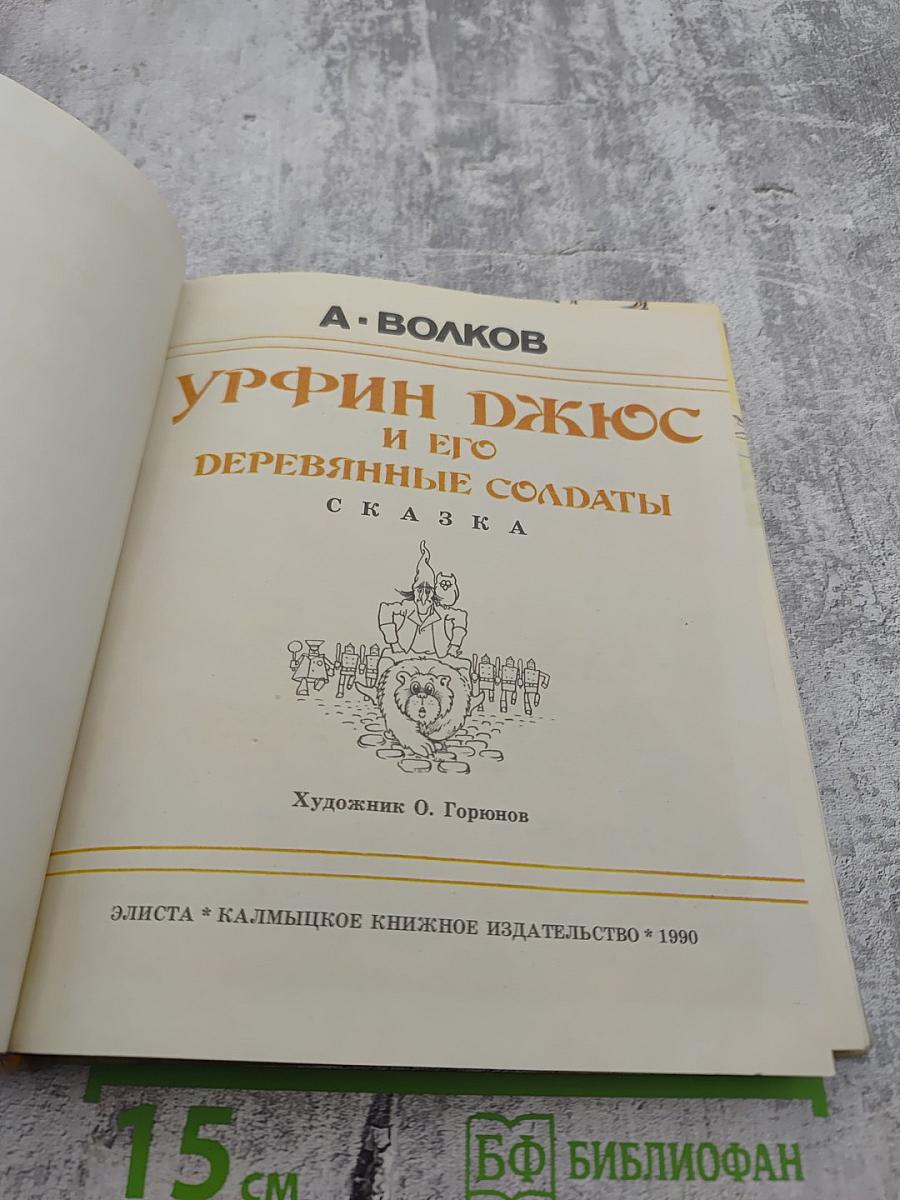 А·ВОЛКОВ
УРФИН ДЖЮС
И ЕГО
ДЕРЕВЯННЫЕ СОЛДАТЫ
СКАЗКА
Художник О. Горюнов
ЭЛИСТА * КАЛМЫЦКОЕ КНИЖНОЕ ИЗДАТЕЛЬСТВО * 1990
15 см
БФ БИБЛИОФАН